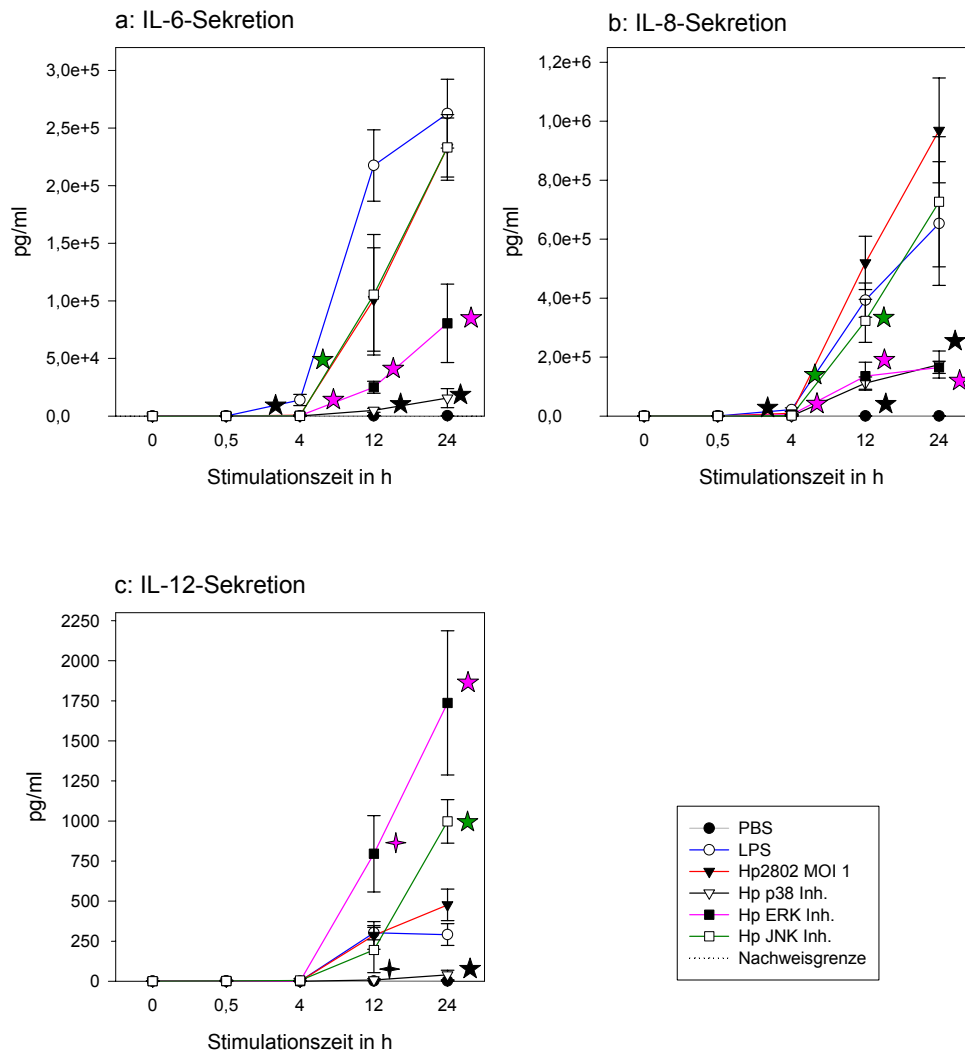 a: IL-6-Sekretion
pg/ml
3,0e+5
2,5e+5
2,0e+5
1,5e+5
1,0e+5
5,0e+4
0,0
0 0,5 4 12 24
Stimulationszeit in h
b: IL-8-Sekretion
pg/ml
1,2e+6
1,0e+6
8,0e+5
6,0e+5
4,0e+5
2,0e+5
0,0
0 0,5 4 12 24
Stimulationszeit in h
c: IL-12-Sekretion
pg/ml
2250
2000
1750
1500
1250
1000
750
500
250
0
0 0,5 4 12 24
Stimulationszeit in h
PBS
LPS
Hp2802 MOI 1
Hp p38 Inh.
Hp ERK Inh.
Hp JNK Inh.
Nachweisgrenze